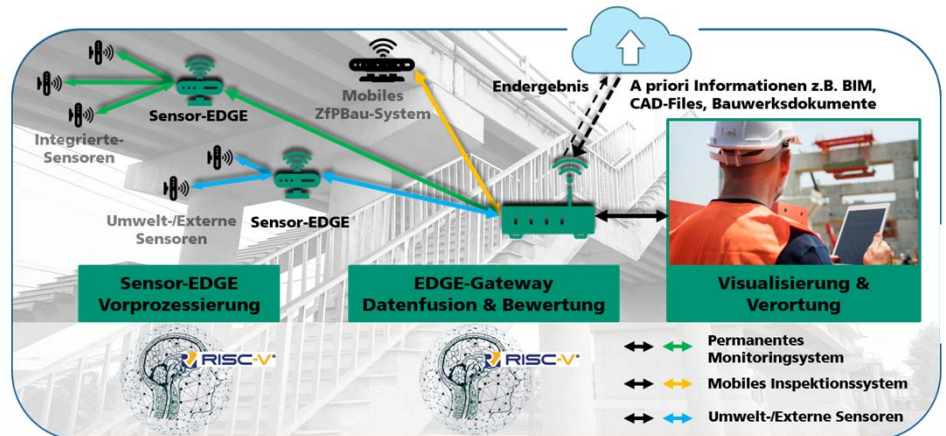 Sensor-EDGE
Integrierte-
Sensoren
Mobiles
ZfPBau-System
Endergebnis
A priori Informationen z.B. BIM,
CAD-Files, Bauwerksdokumente
Umwelt-/Externe
Sensoren
Sensor-EDGE
Sensor-EDGE
Vorprozessierung
EDGE-Gateway
Datenfusion & Bewertung
Visualisierung &
Verortung
RISC-V®
RISC-V®
Permanentes
Monitoringsystem
Mobiles Inspektionssystem
Umwelt-/Externe Sensoren